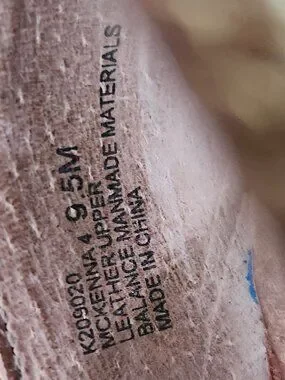 K209020
MCKENNA 4 9.5M
LEATHER UPPER
BALANCE MANMADE MATERIALS
MADE IN CHINA